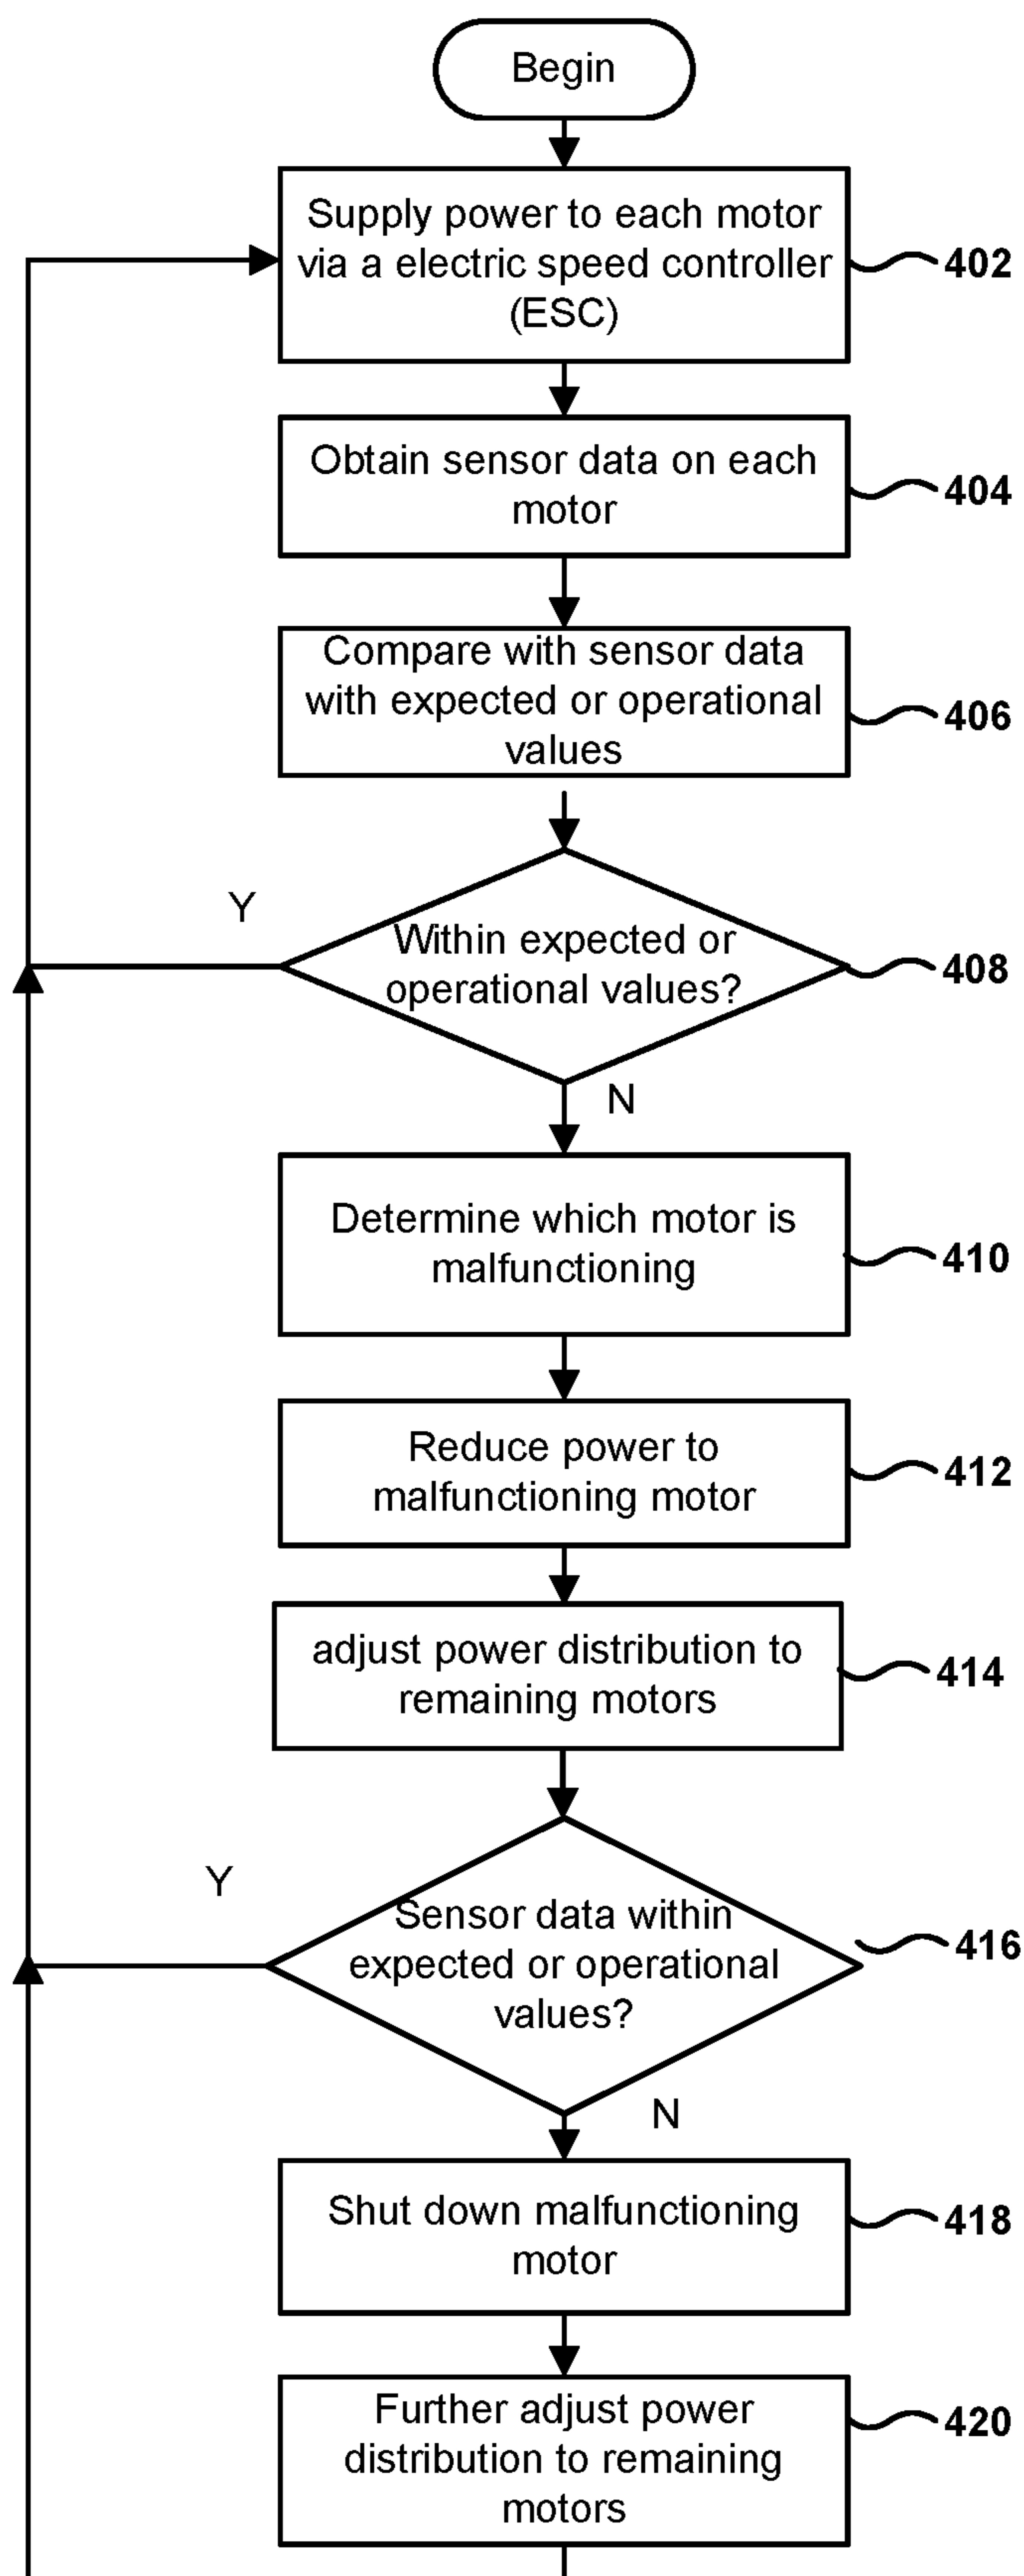 Begin
Supply power to each motor
via a electric speed controller
(ESC)
402
Obtain sensor data on each
motor
404
Compare with sensor data
with expected or operational
values
406
Y
Within expected or
operational values?
408
N
Determine which motor is
malfunctioning
410
Reduce power to
malfunctioning motor
412
adjust power distribution to
remaining motors
414
Y
Sensor data within
expected or operational
values?
416
N
Shut down malfunctioning
motor
418
Further adjust power
distribution to remaining
motors
420